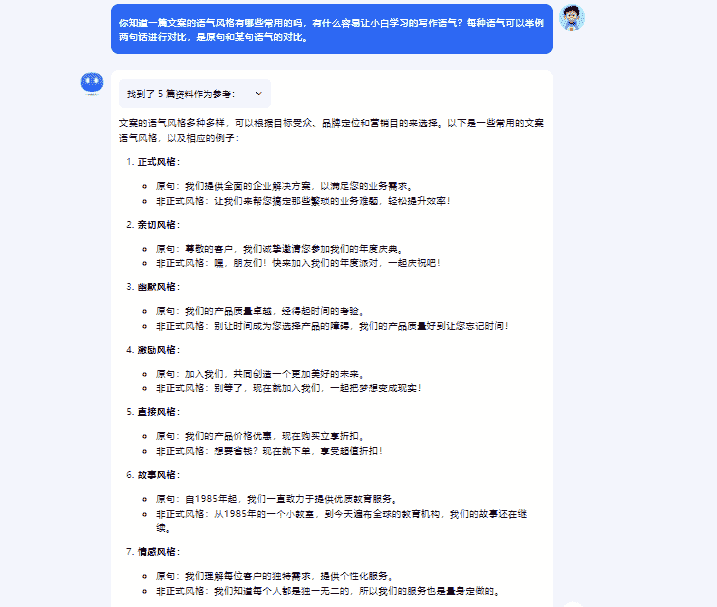 你知道一篇文案的语气风格有哪些常用的吗，有什么容易让小白学习的写作语气？每种语气可以举例
两句话进行对比，是原句和某句语气的对比。
找到了 5 篇资料作为参考：
文案的语气风格多种多样，可以根据目标受众、品牌定位和营销目的来选择。以下是一些常用的文案
语气风格，以及相应的例子：
1. 正式风格：
原句：我们提供全面的企业解决方案，以满足您的业务需求。
非正式风格：让我们来帮您搞定那些繁琐的业务难题，轻松提升效率！
2. 亲切风格：
原句：尊敬的客户，我们诚挚邀请您参加我们的年度庆典。
非正式风格：嘿，朋友们！快来加入我们的年度派对，一起庆祝吧！
3. 幽默风格：
原句：我们的产品质量卓越，经得起时间的考验。
非正式风格：别让时间成为您选择产品的障碍，我们的产品质量好到让您忘记时间！
4. 激励风格：
原句：加入我们，共同创造一个更加美好的未来。
非正式风格：别等了，现在就加入我们，一起把梦想变成现实！
5. 直接风格：
原句：我们的产品价格优惠，现在购买立享折扣。
非正式风格：想要省钱？现在就下单，享受超值折扣！
6. 故事风格：
原句：自1985年起，我们一直致力于提供优质教育服务。
非正式风格：从1985年的一个小教室，到今天遍布全球的教育机构，我们的故事还在继
续。
7. 情感风格：
原句：我们理解每位客户的独特需求，提供个性化服务。
非正式风格：我们知道每个人都是独一无二的，所以我们的服务也是量身定做的。